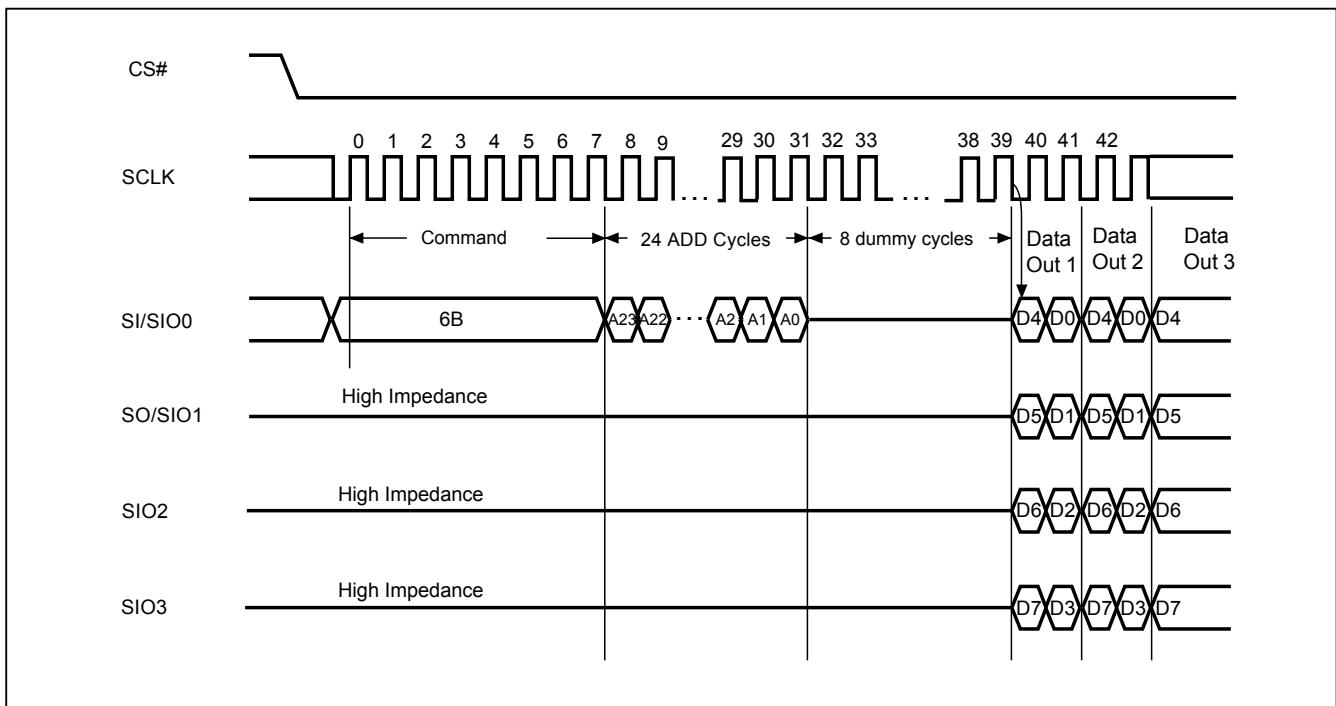 CS#
0 1 2 3 4 5 6 7 8 9 29 30 31 32 33 38 39 40 41 42
SCLK
Command 24 ADD Cycles 8 dummy cycles
Data Out 1
Data Out 2
Data Out 3
SI/SIO0 6B A23 A22 A2 A1 A0 D4 D0 D4 D0 D4
High Impedance
SO/SIO1 D5 D1 D5 D1 D5
High Impedance
SIO2 D6 D2 D6 D2 D6
High Impedance
SIO3 D7 D3 D7 D3 D7